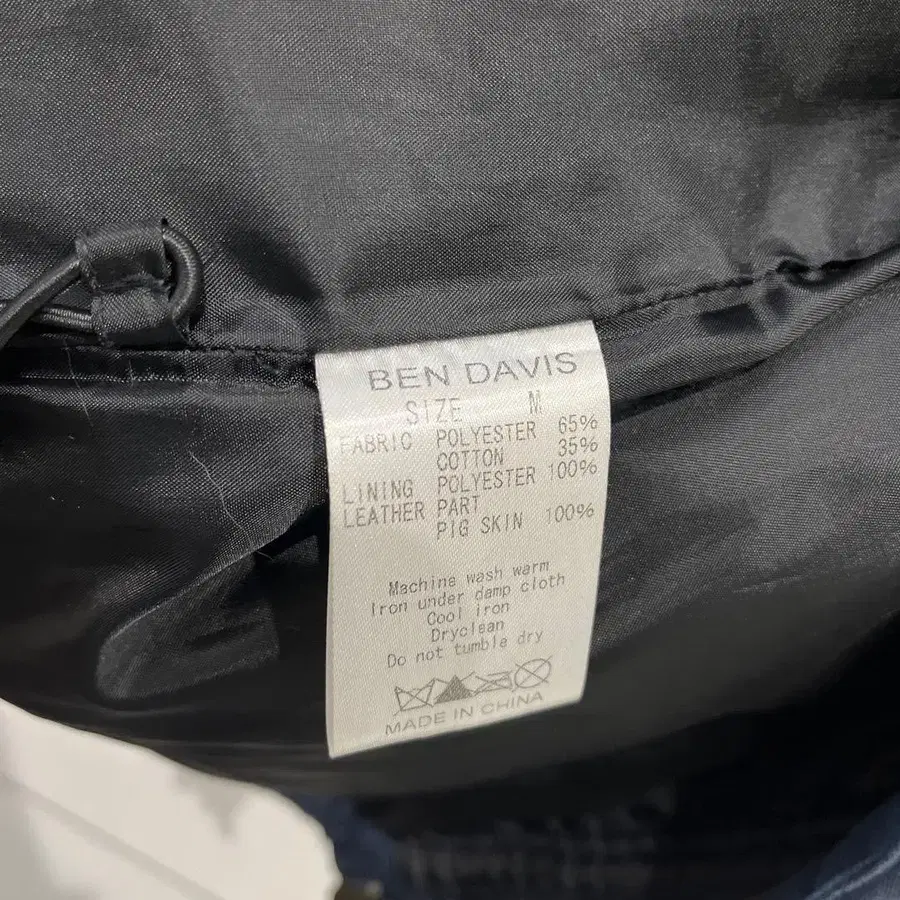 BEN DAVIS
SIZE M
FABRIC POLYESTER 65%
COTTON 35%
LINING POLYESTER 100%
LEATHER PART
PIG SKIN 100%
Machine wash warm
Iron under damp cloth
Cool iron
Dryclean
Do not tumble dry
MADE IN CHINA